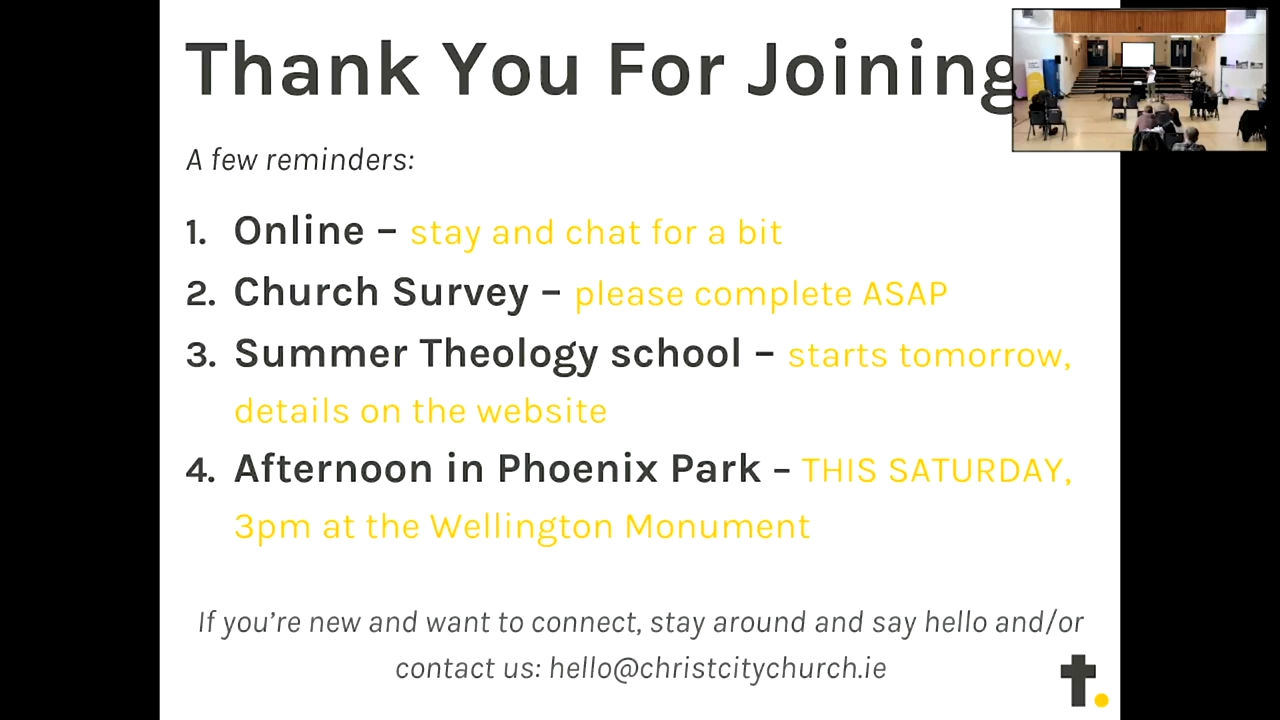 Thank You For Joining
A few reminders:
1. Online – stay and chat for a bit
2. Church Survey – please complete ASAP
3. Summer Theology school – starts tomorrow,
details on the website
4. Afternoon in Phoenix Park – THIS SATURDAY,
3pm at the Wellington Monument
If you're new and want to connect, stay around and say hello and/or
contact us: hello@christcitychurch.ie